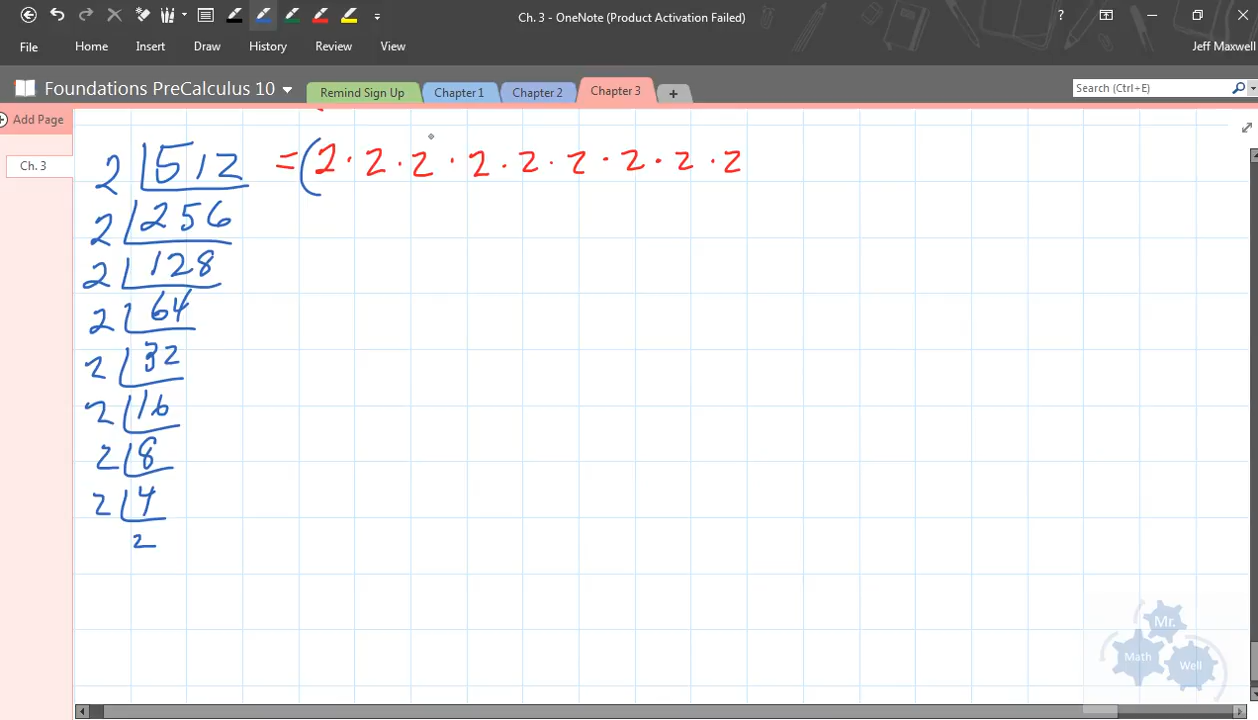 Ch. 3 - OneNote (Product Activation Failed)
?
File Home Insert Draw History Review View
Jeff Maxwell
Foundations PreCalculus 10 Remind Sign Up Chapter 1 Chapter 2 Chapter 3 +
Search (Ctrl+E)
Add Page
Ch. 3
2 512 = (2 · 2 · 2 · 2 · 2 · 2 · 2 · 2 · 2
2 256
2 128
2 64
2 32
2 16
2 8
2 4
2
Mr.
Math
Well